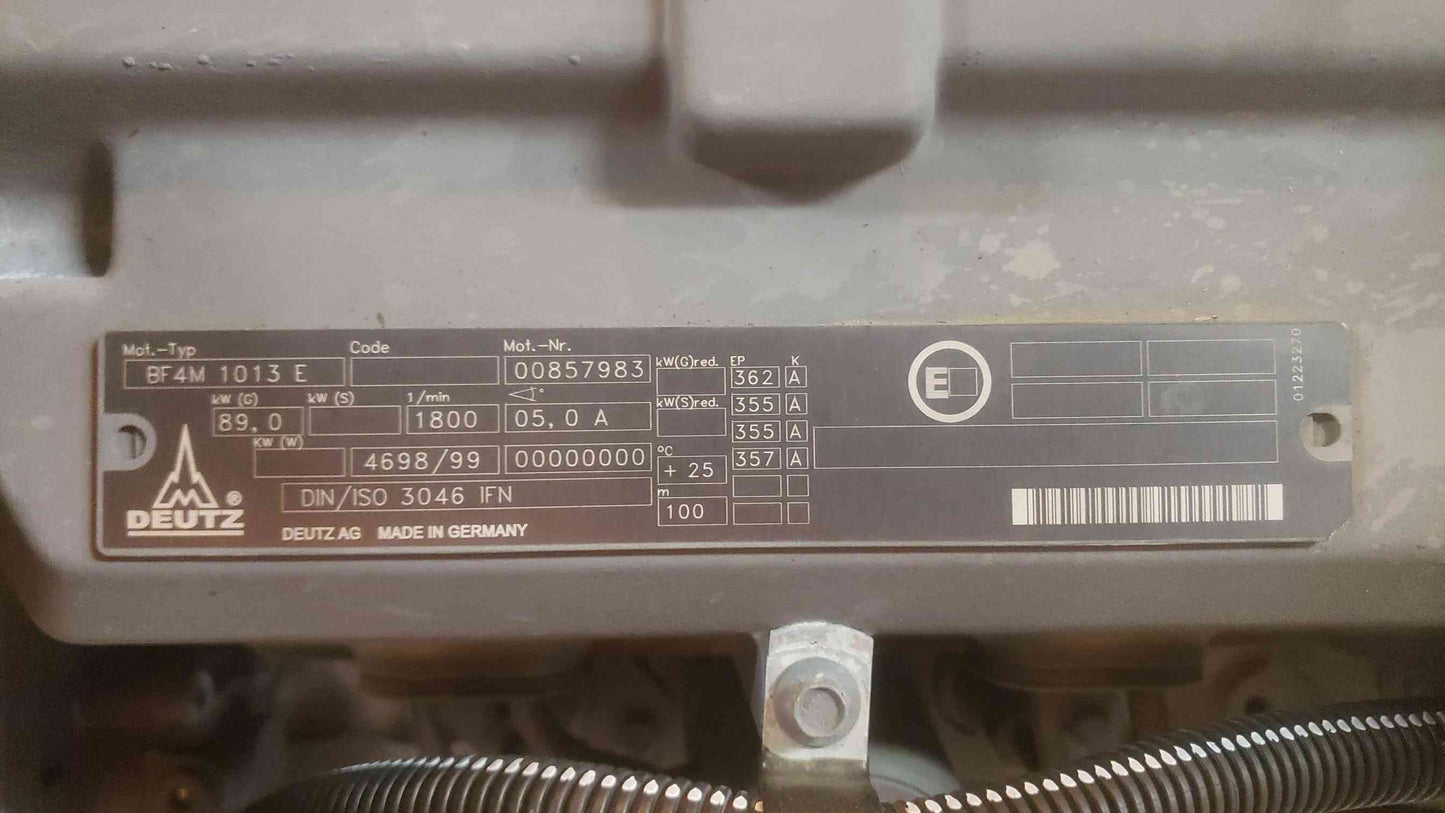 Mot.-Typ Code Mot.-Nr. kW(G)red. EP K
BF4M 1013 E 00857983 362 A
kW (G) kW (S) 1/min ° kW(S)red. 355 A
89,0 1800 05,0 A 355 A
KW (W) °C 357 A
4698/99 00000000 + 25
DIN/ISO 3046 IFN m
100
DEUTZ ®
DEUTZ AG MADE IN GERMANY
E
01223270